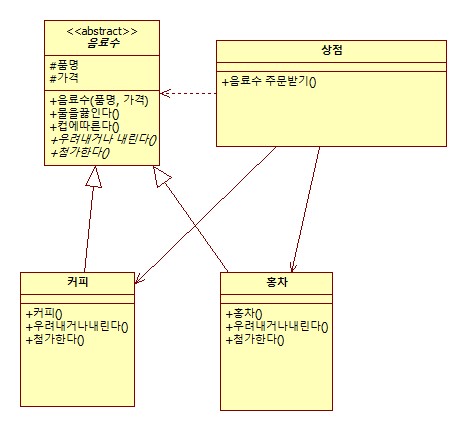 <<abstract>>
음료수
#품명
#가격
+음료수(품명, 가격)
+물을끓인다()
+컵에따른다()
+우려내거나 내린다()
+첨가한다()
상점
+음료수 주문받기()
커피
+커피()
+우려내거나내린다()
+첨가한다()
홍차
+홍차()
+우려내거나내린다()
+첨가한다()